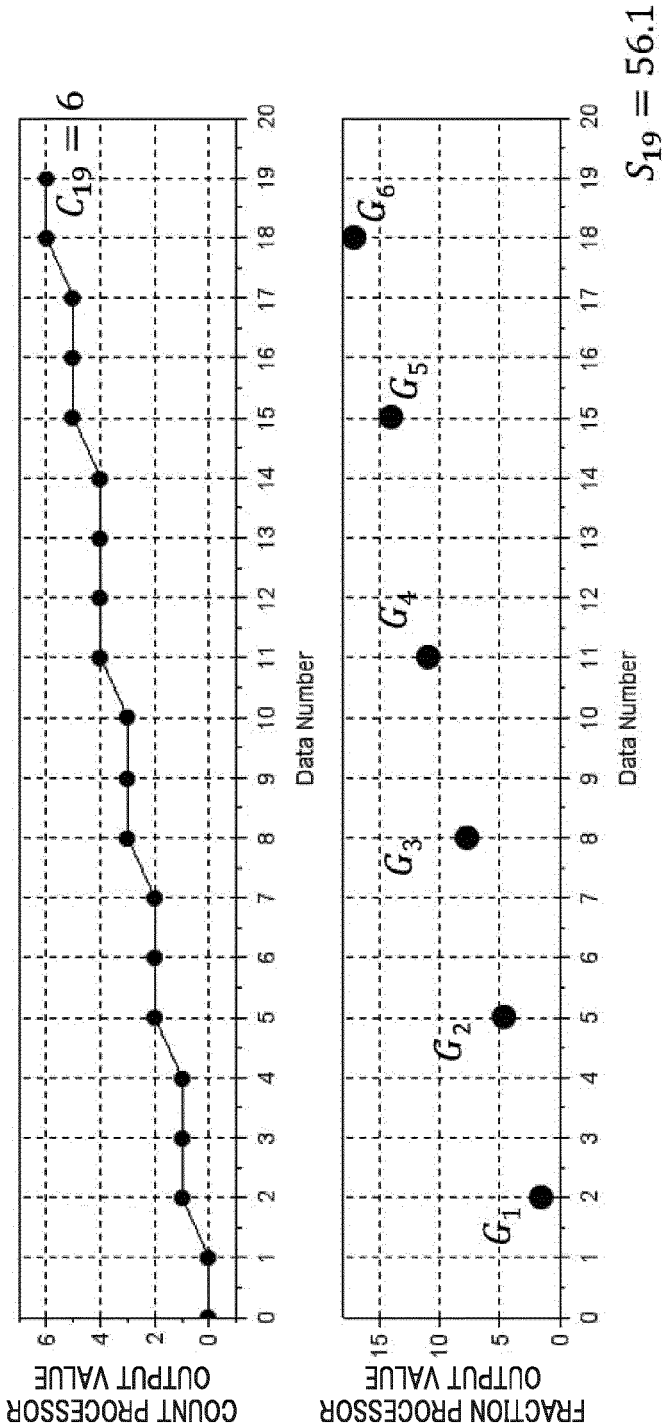 COUNT PROCESSOR
OUTPUT VALUE
6
4
2
0
C₁₉ = 6
0 1 2 3 4 5 6 7 8 9 10 11 12 13 14 15 16 17 18 19 20
Data Number
FRACTION PROCESSOR
OUTPUT VALUE
15
10
5
0
G₁
G₂
G₃
G₄
G₅
G₆
0 1 2 3 4 5 6 7 8 9 10 11 12 13 14 15 16 17 18 19 20
Data Number
S₁₉ = 56.1